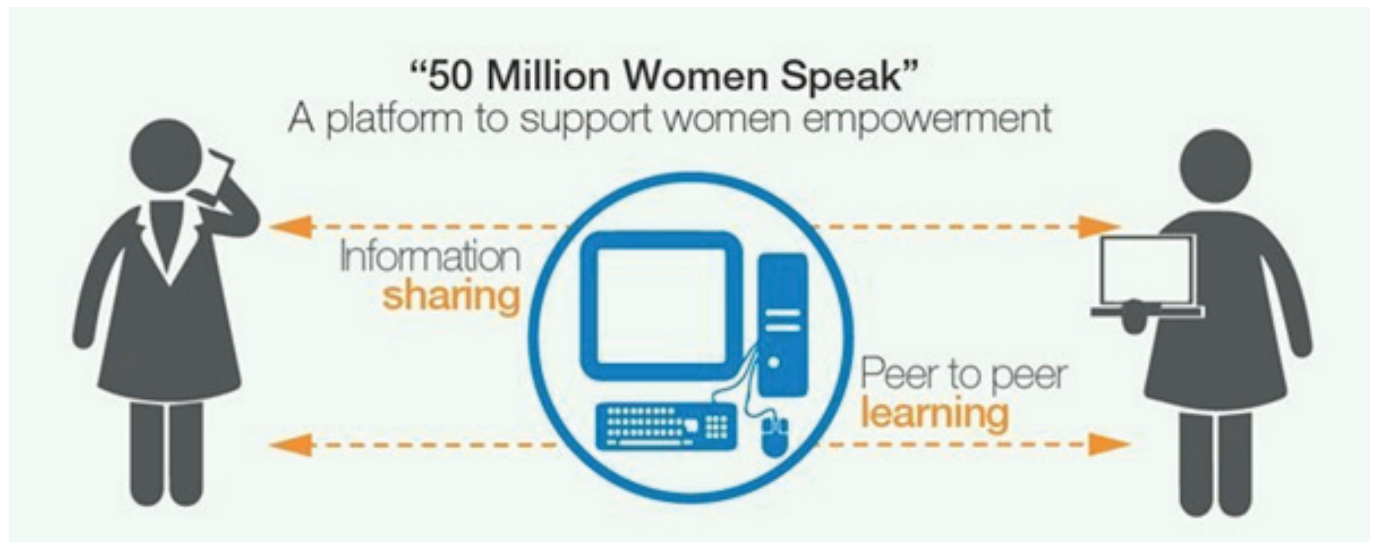 “50 Million Women Speak”
A platform to support women empowerment
Information
sharing
Peer to peer
learning